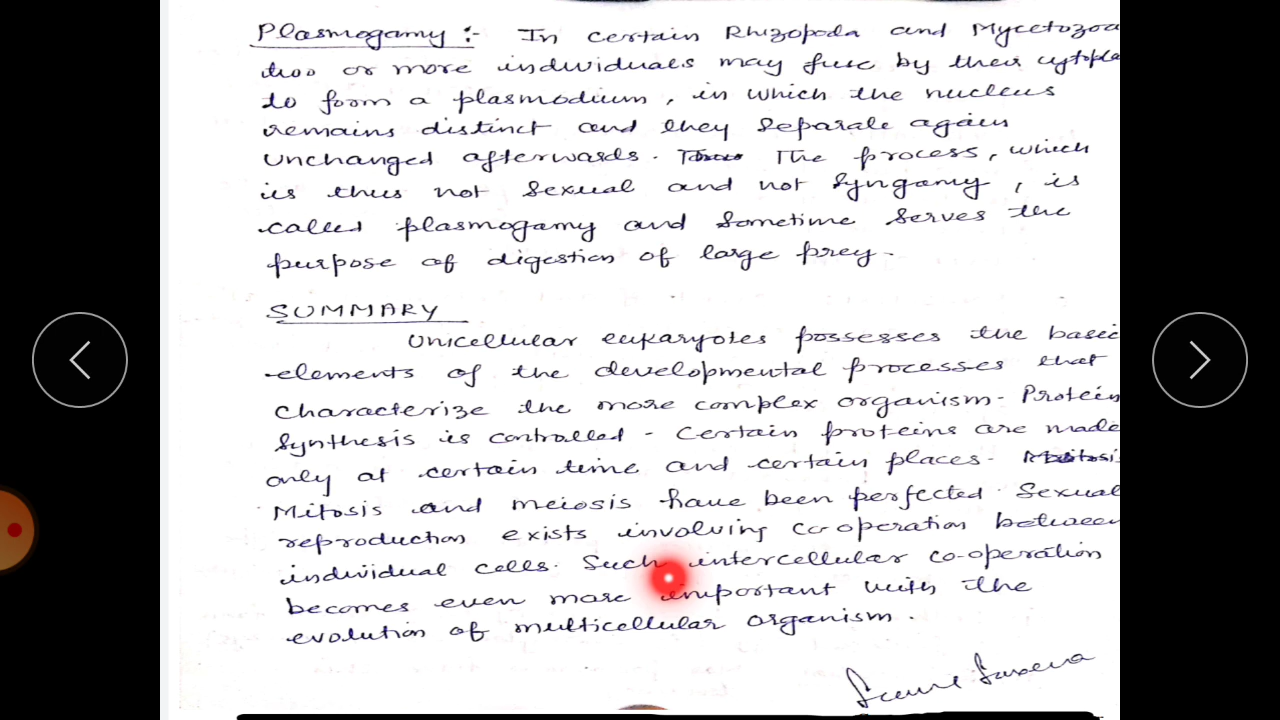 Plasmogamy :- In certain Rhizopoda and Mycetozoa
two or more individuals may fuse by their cytopla
to form a plasmodium, in which the nucleus
remains distinct and they separate again
unchanged afterwards. The process, which
is thus not sexual and not syngamy, is
called plasmogamy and sometime serves the
purpose of digestion of large prey.
SUMMARY
Unicellular eukaryotes possesses the basic
elements of the developmental processes that
characterize the more complex organism. Protein
synthesis is controlled - certain proteins are made
only at certain time and certain places.
Mitosis and meiosis have been perfected. Sexual
reproduction exists involving co-operation between
individual cells. Such intercellular co-operation
becomes even more important with the
evolution of multicellular organism.
Saxena